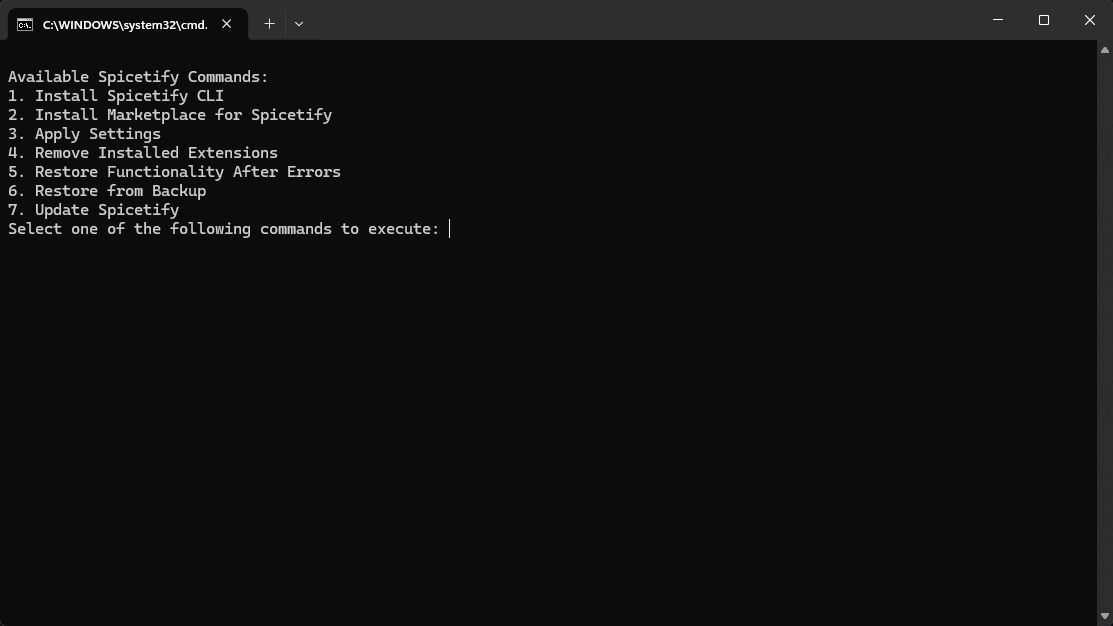 C:\WINDOWS\system32\cmd.
Available Spicetify Commands:
1. Install Spicetify CLI
2. Install Marketplace for Spicetify
3. Apply Settings
4. Remove Installed Extensions
5. Restore Functionality After Errors
6. Restore from Backup
7. Update Spicetify
Select one of the following commands to execute: